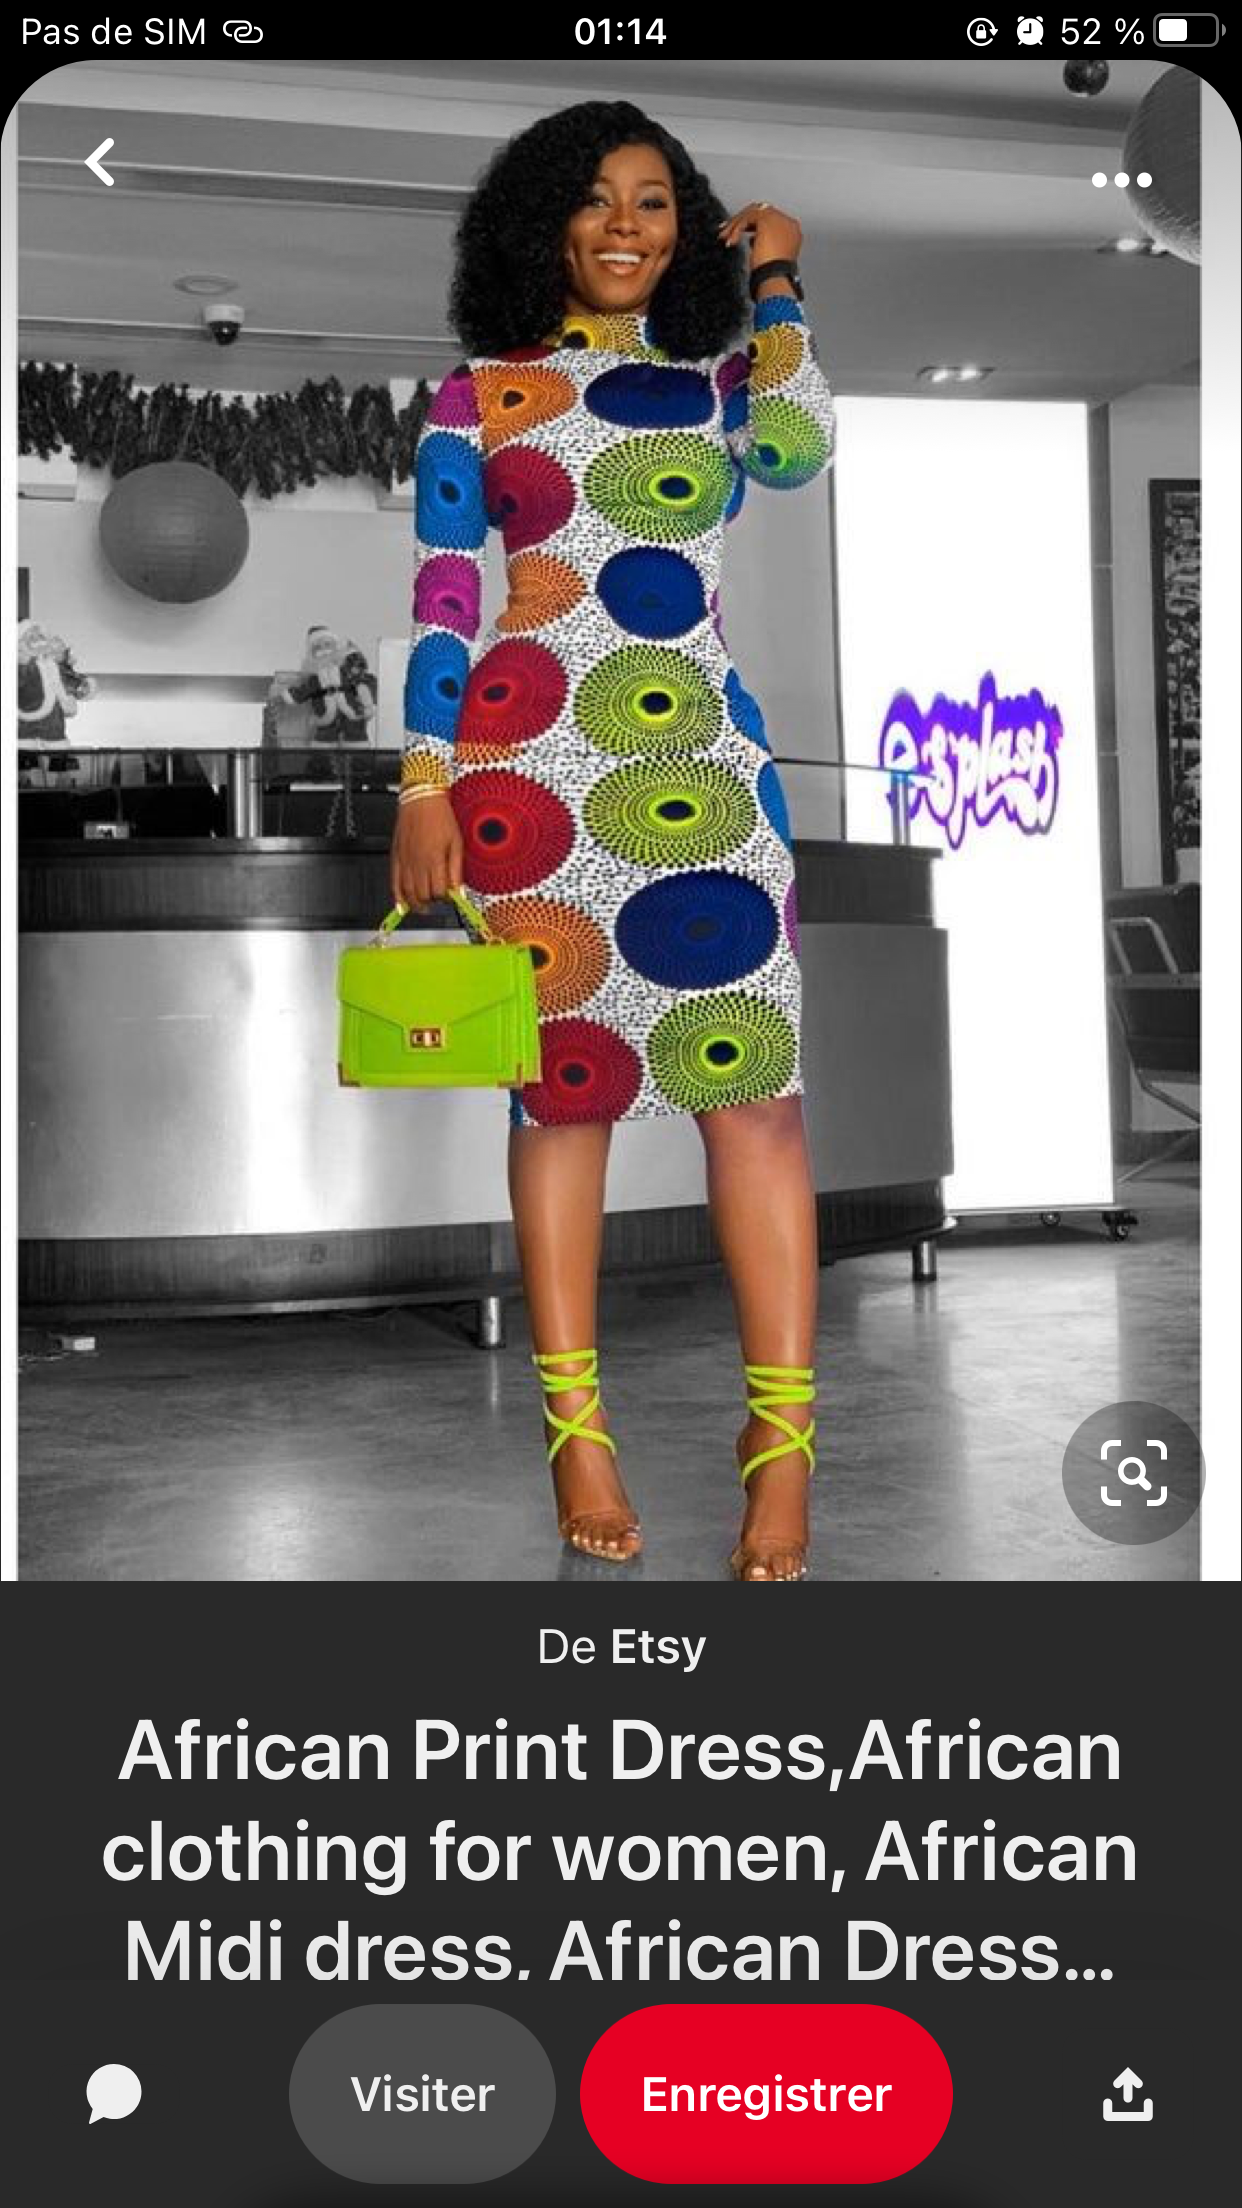 Pas de SIM
01:14
52 %
splash
De Etsy
African Print Dress,African
clothing for women, African
Midi dress, African Dress...
Visiter
Enregistrer